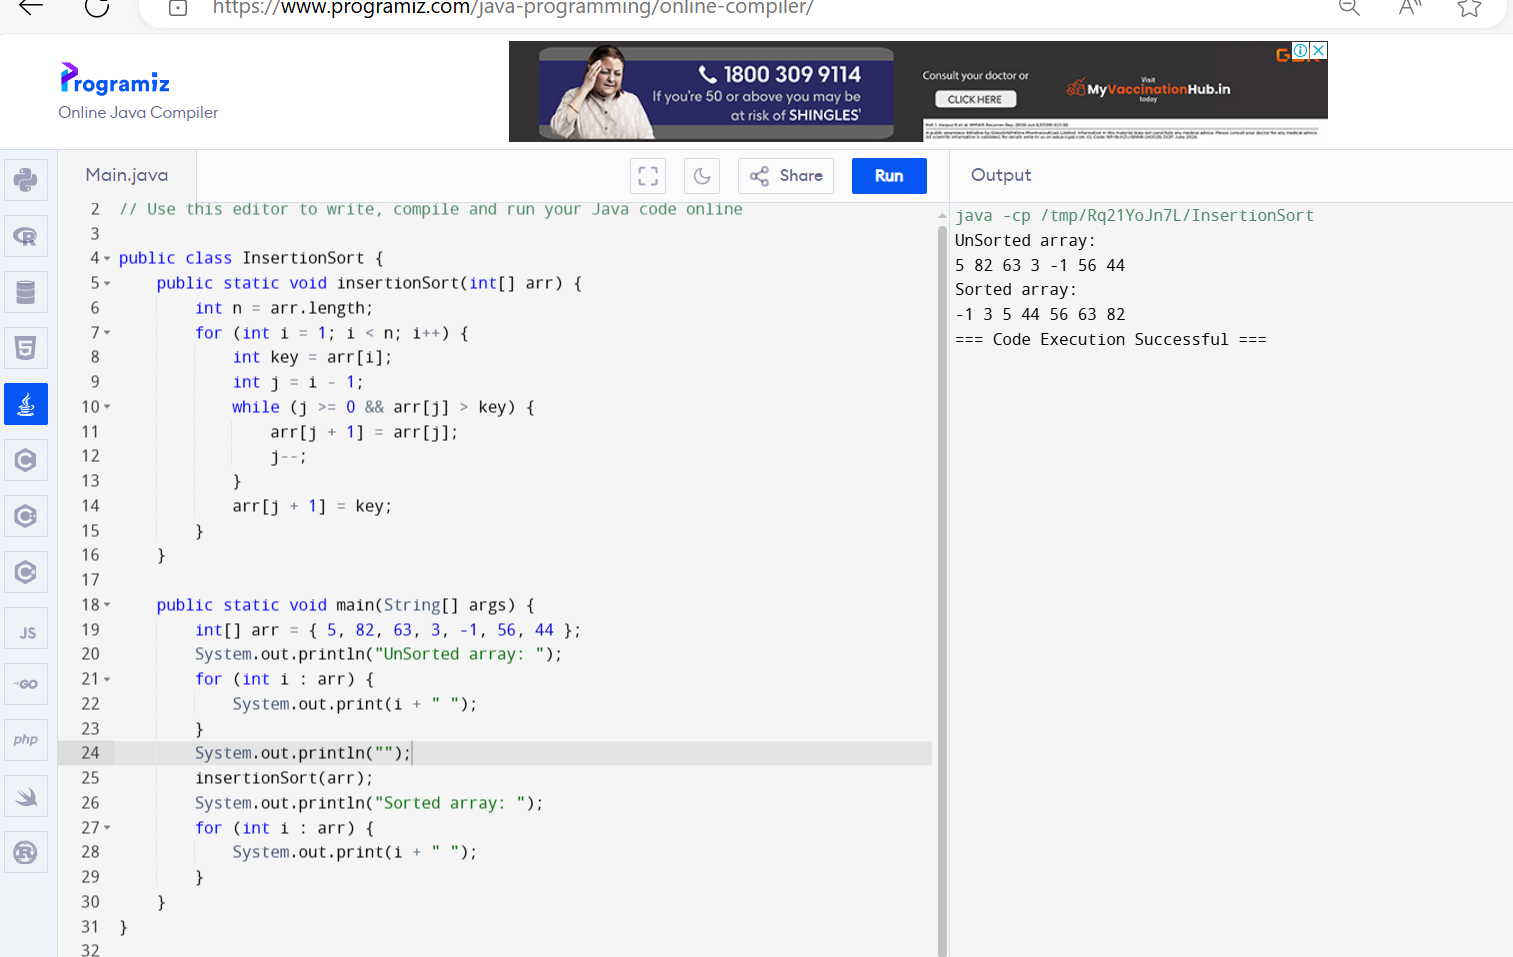 https://www.programiz.com/java-programming/online-compiler/
Programiz
Online Java Compiler
1800 309 9114
If you're 50 or above you may be
at risk of SHINGLES'
Consult your doctor or
CLICK HERE
Visit
MyVaccinationHub.in
today
Main.java
Share
Run
Output
2 // Use this editor to write, compile and run your Java code online
3
4 public class InsertionSort {
5     public static void insertionSort(int[] arr) {
6         int n = arr.length;
7         for (int i = 1; i < n; i++) {
8             int key = arr[i];
9             int j = i - 1;
10             while (j >= 0 && arr[j] > key) {
11                 arr[j + 1] = arr[j];
12                 j--;
13             }
14             arr[j + 1] = key;
15         }
16     }
17
18     public static void main(String[] args) {
19         int[] arr = { 5, 82, 63, 3, -1, 56, 44 };
20         System.out.println("UnSorted array: ");
21         for (int i : arr) {
22             System.out.print(i + " ");
23         }
24         System.out.println("");
25         insertionSort(arr);
26         System.out.println("Sorted array: ");
27         for (int i : arr) {
28             System.out.print(i + " ");
29         }
30     }
31 }
32
java -cp /tmp/Rq21YoJn7L/InsertionSort
UnSorted array:
5 82 63 3 -1 56 44
Sorted array:
-1 3 5 44 56 63 82
=== Code Execution Successful ===
JS
GO
php